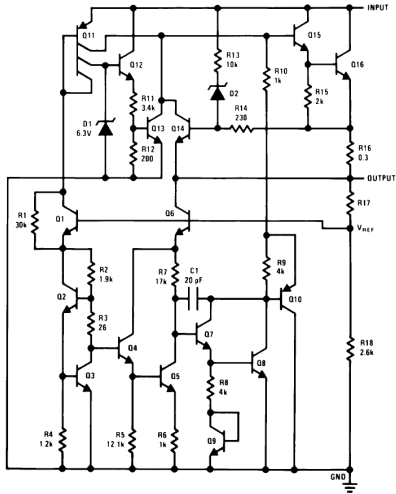 INPUT
Q11
Q12
Q15
Q16
R13
10k
R10
1k
R15
2k
D1
6.3V
R11
3.4k
Q13
Q14
D2
R14
230
R12
200
R16
0.3
OUTPUT
R17
R1
30k
Q1
Q6
VREF
R2
1.9k
R7
17k
C1
20 pF
R9
4k
Q10
Q2
R3
26
Q4
Q7
Q3
Q5
Q8
R8
4k
R18
2.6k
R4
1.2k
R5
12.1k
R6
1k
Q9
GND